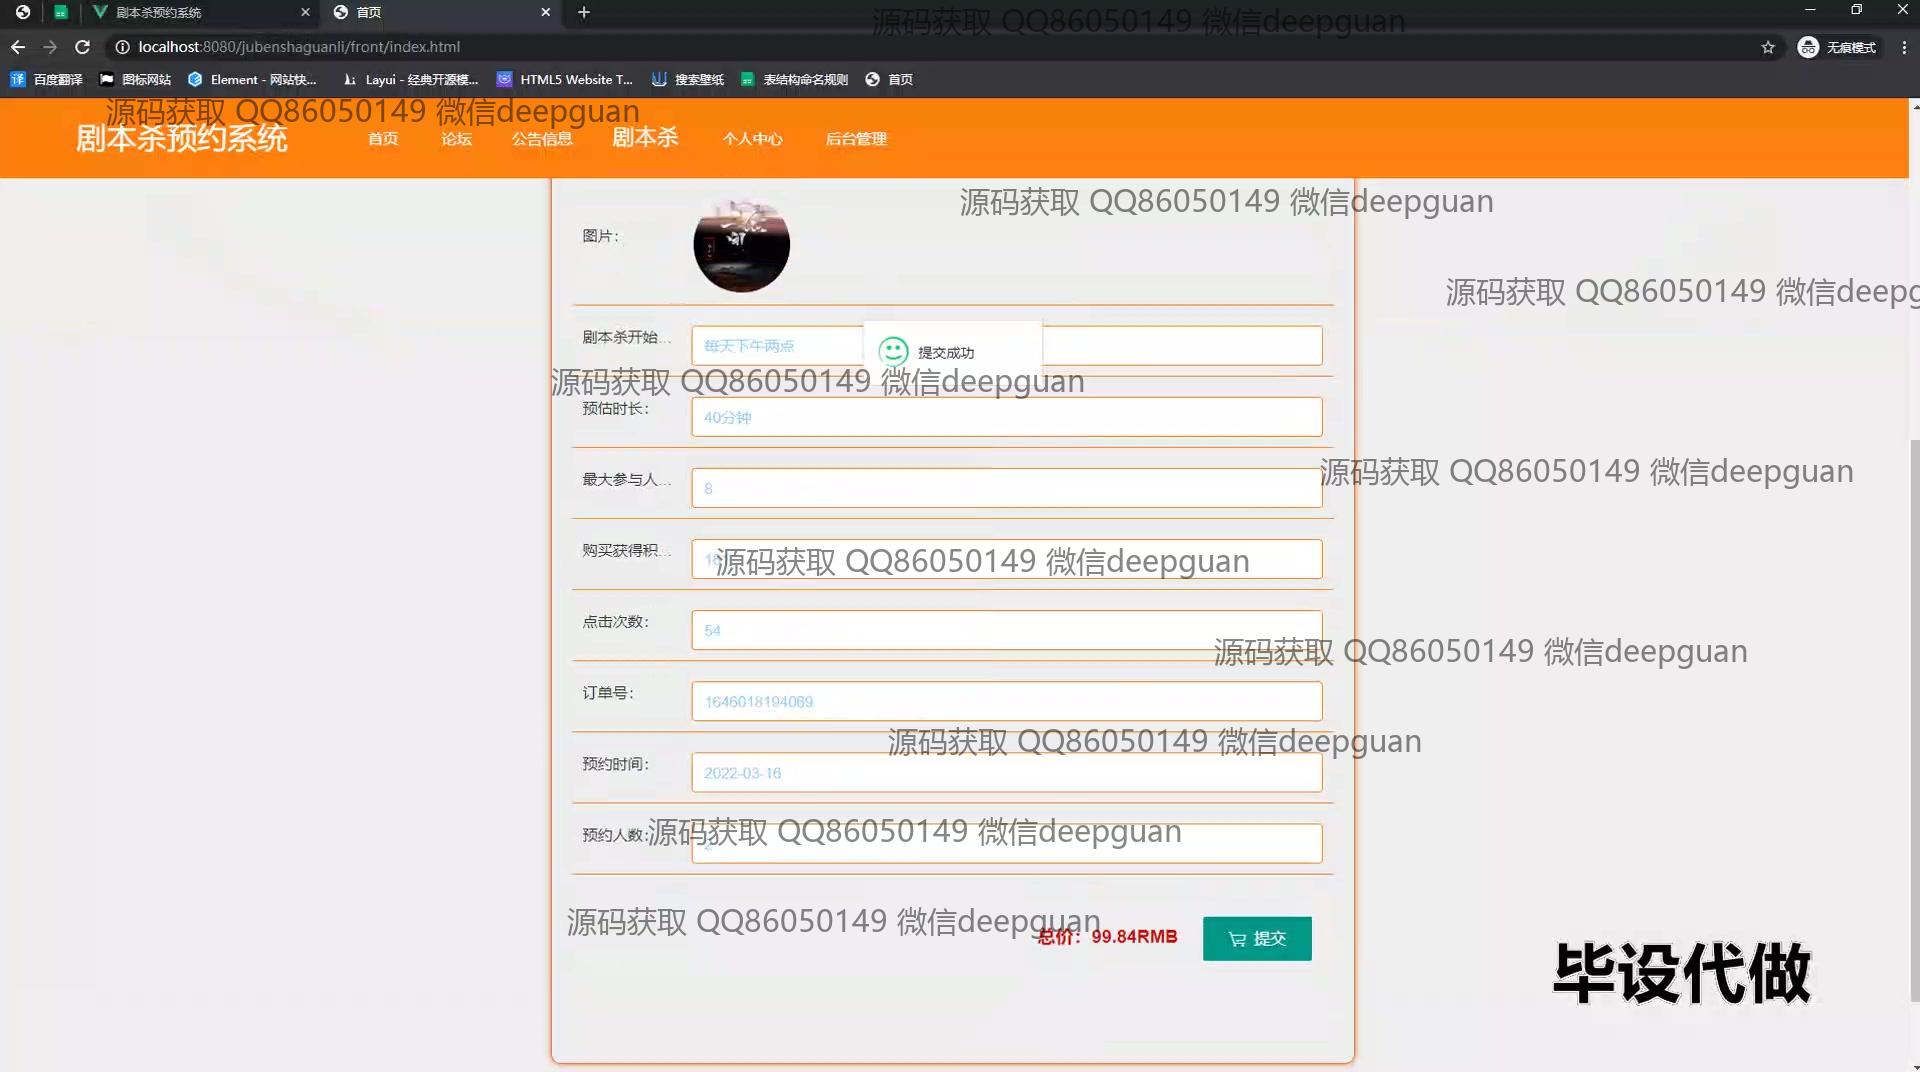 剧本杀预约系统
首页
源码获取 QQ86050149 微信deepguan
localhost:8080/jubenshaguanli/front/index.html
无痕模式
百度翻译
图标网站
Element - 网站快...
Layui - 经典开源模...
HTML5 Website T...
搜索壁纸
表结构命名规则
首页
源码获取 QQ86050149 微信deepguan
剧本杀预约系统
首页
论坛
公告信息
剧本杀
个人中心
后台管理
源码获取 QQ86050149 微信deepguan
图片：
源码获取 QQ86050149 微信deepg
剧本杀开始...
每天下午两点
提交成功
源码获取 QQ86050149 微信deepguan
预估时长：
40分钟
源码获取 QQ86050149 微信deepguan
最大参与人...
8
购买获得积...
源码获取 QQ86050149 微信deepguan
点击次数：
54
源码获取 QQ86050149 微信deepguan
订单号：
1646018194069
源码获取 QQ86050149 微信deepguan
预约时间：
2022-03-16
预约人数：
2
源码获取 QQ86050149 微信deepguan
源码获取 QQ86050149 微信deepguan
总价：99.84RMB
提交
毕设代做